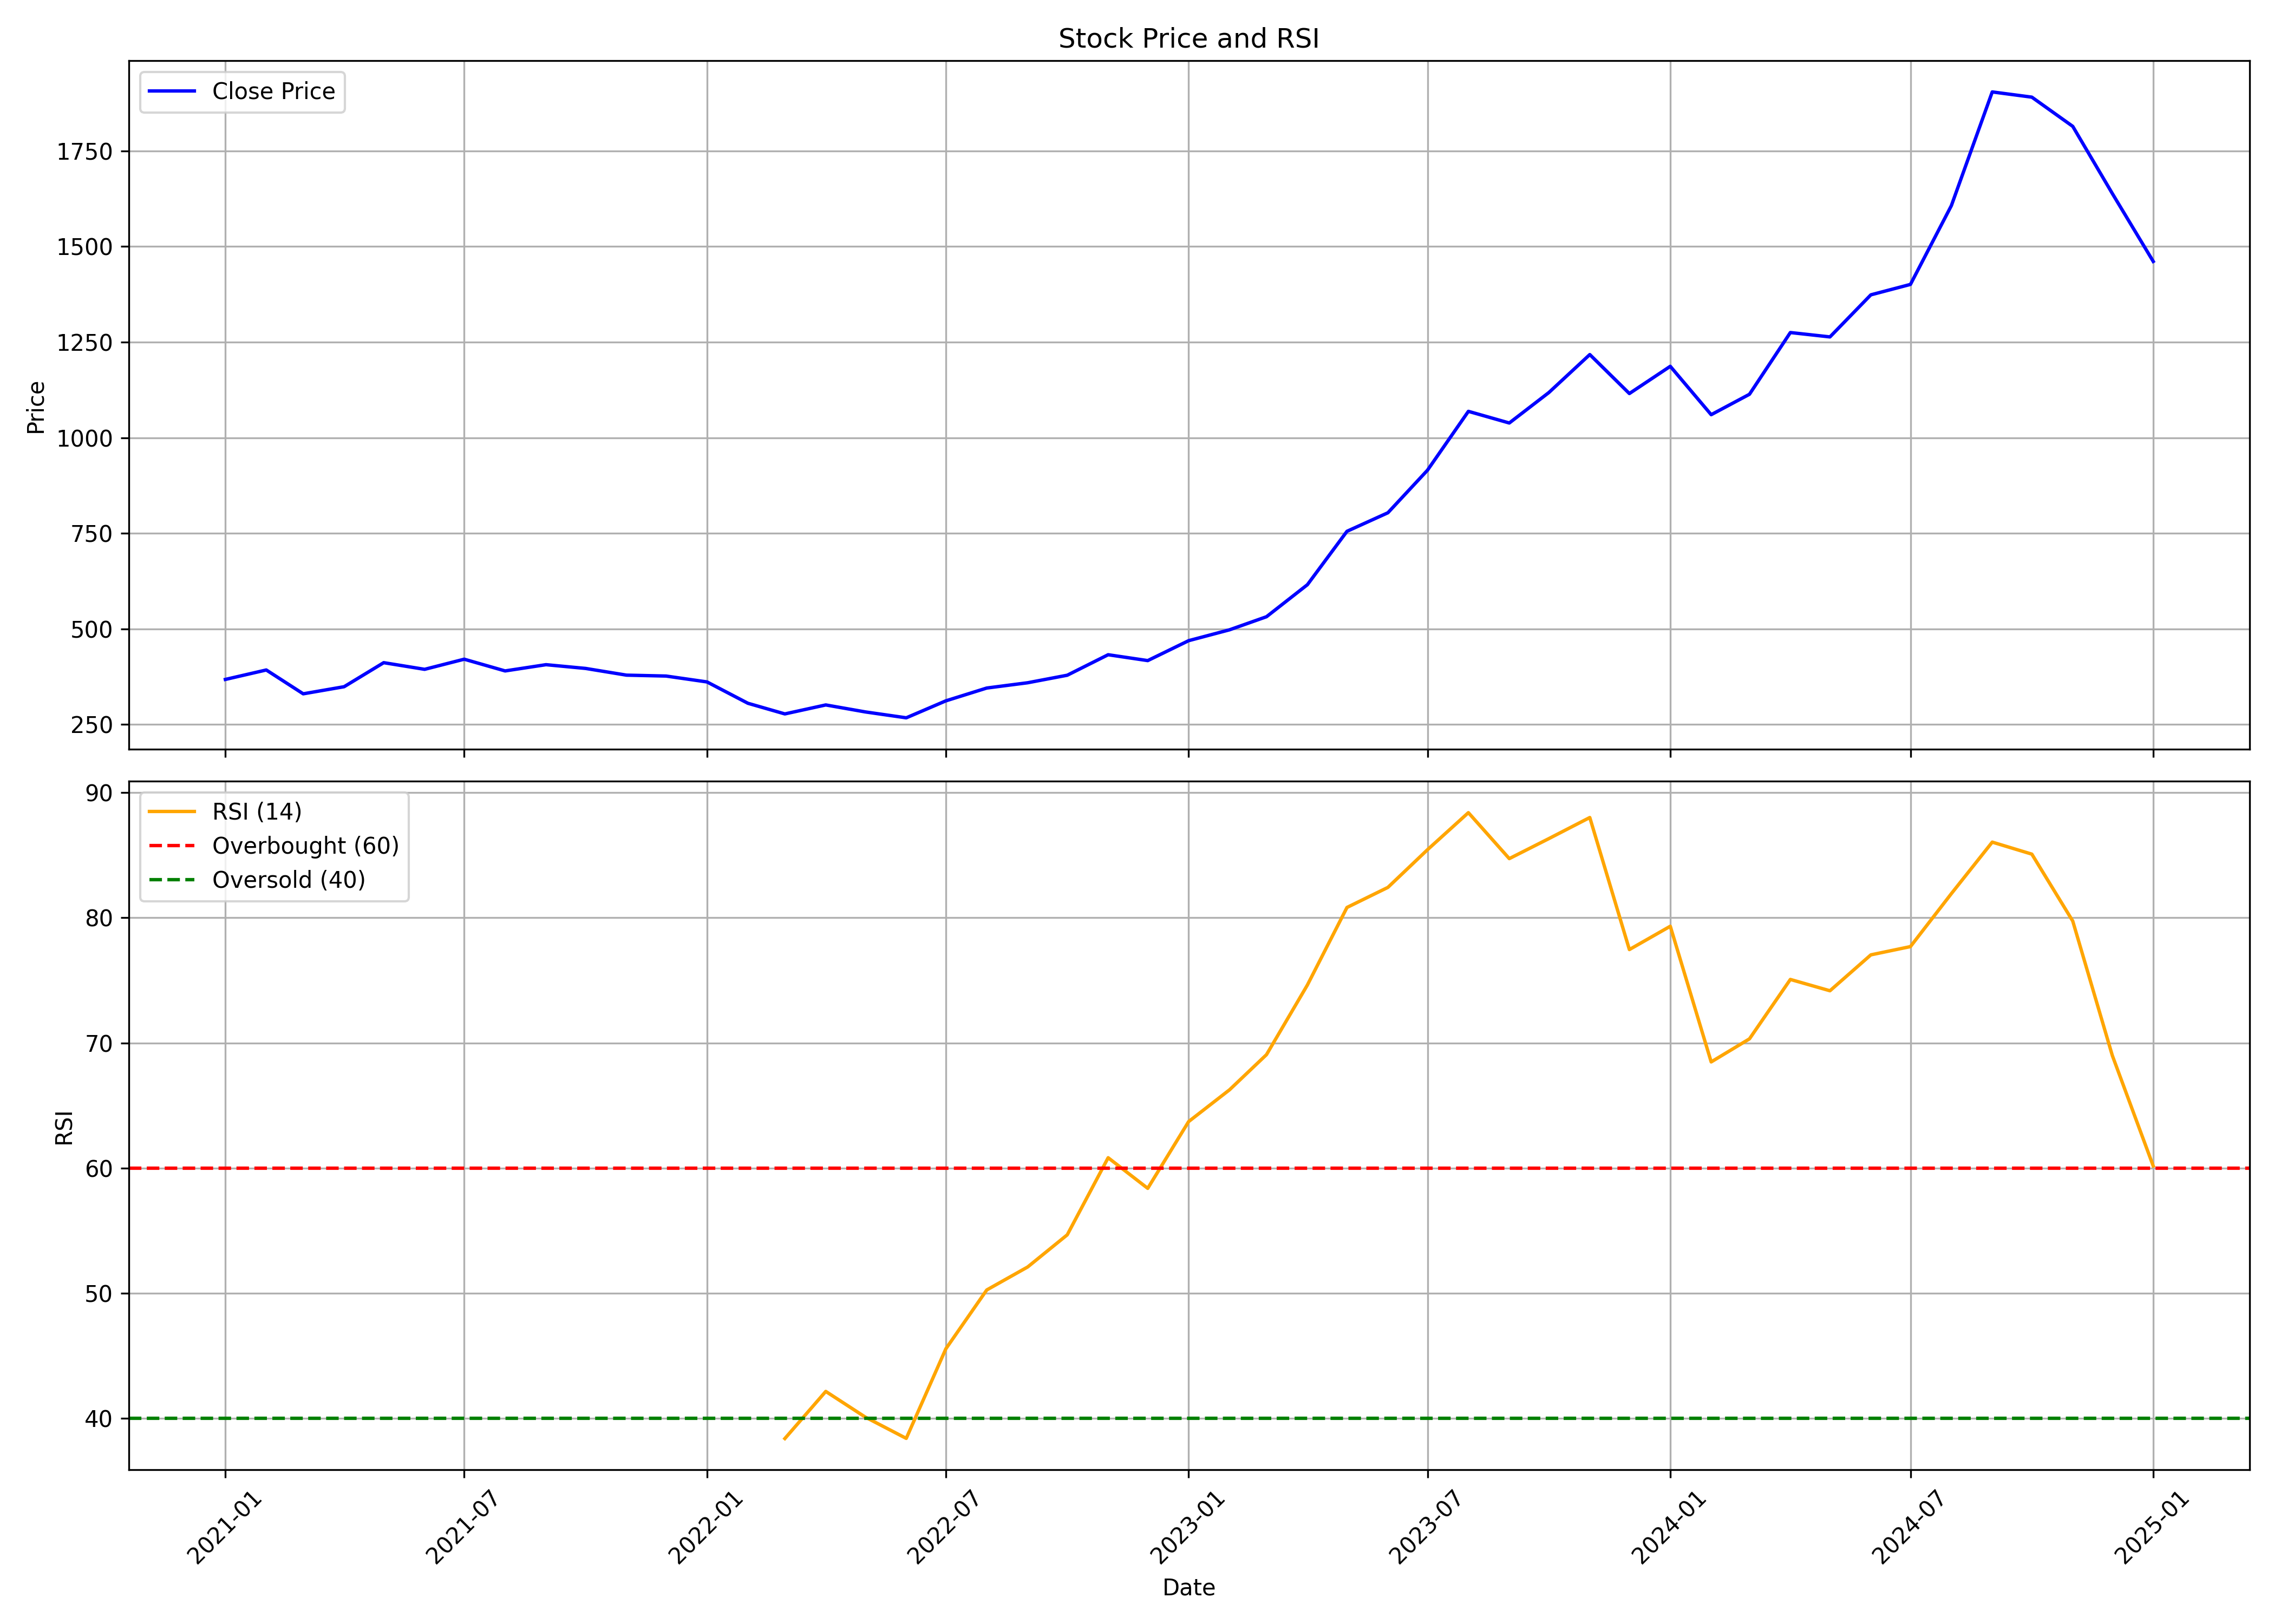 Stock Price and RSI
Close Price
1750
1500
1250
1000
750
500
250
Price
RSI (14)
Overbought (60)
Oversold (40)
90
80
70
60
50
40
RSI
2021-01
2021-07
2022-01
2022-07
2023-01
2023-07
2024-01
2024-07
2025-01
Date